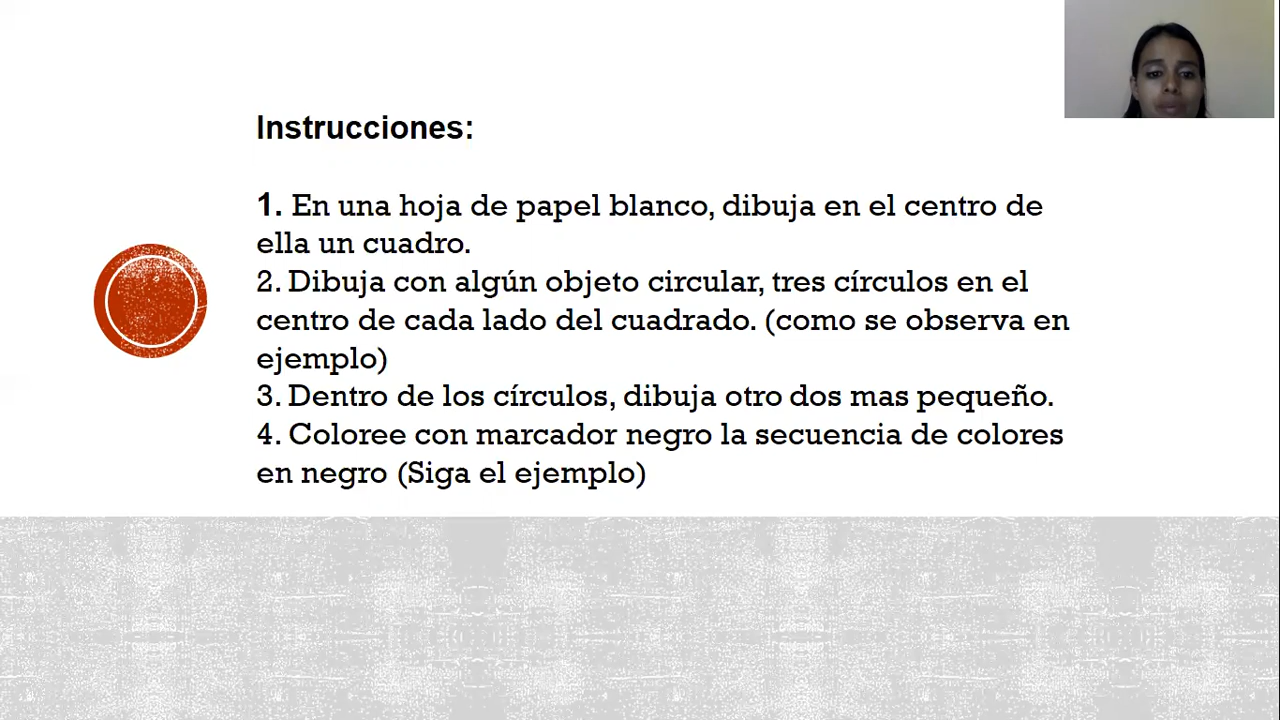 Instrucciones:
1. En una hoja de papel blanco, dibuja en el centro de
ella un cuadro.
2. Dibuja con algún objeto circular, tres círculos en el
centro de cada lado del cuadrado. (como se observa en
ejemplo)
3. Dentro de los círculos, dibuja otro dos mas pequeño.
4. Coloree con marcador negro la secuencia de colores
en negro (Siga el ejemplo)